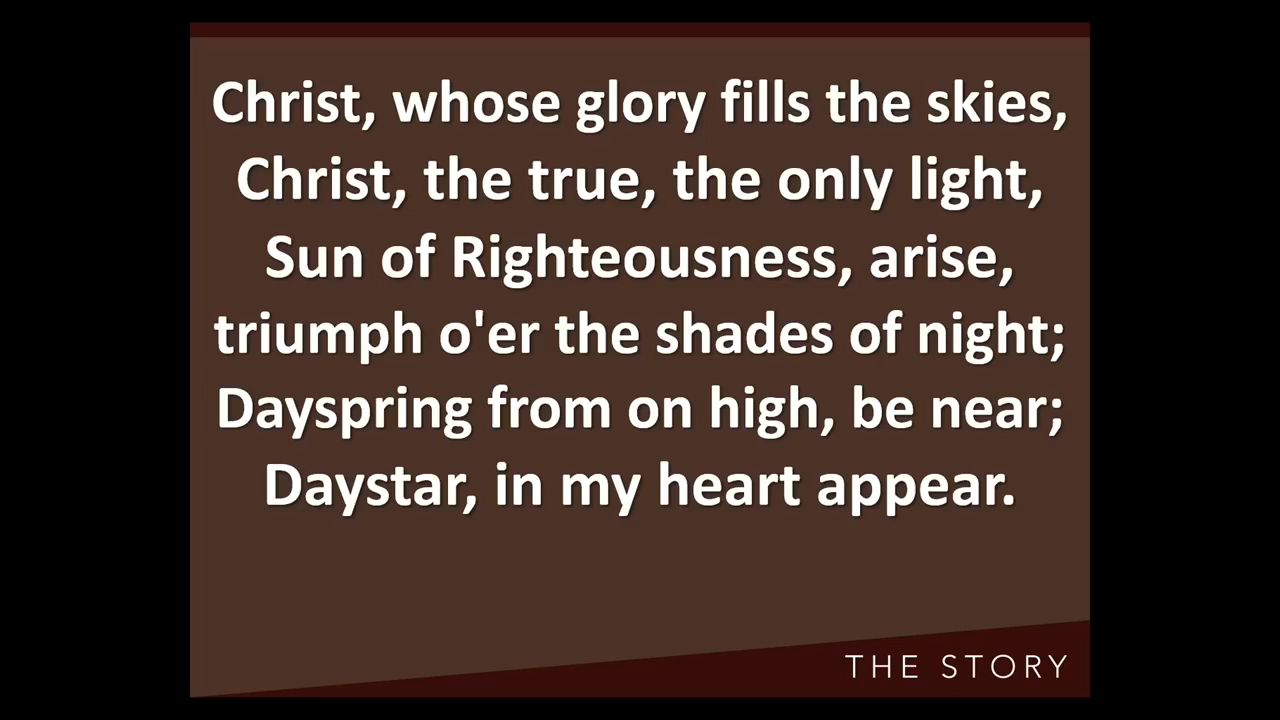 Christ, whose glory fills the skies,
Christ, the true, the only light,
Sun of Righteousness, arise,
triumph o'er the shades of night;
Dayspring from on high, be near;
Daystar, in my heart appear.
THE STORY